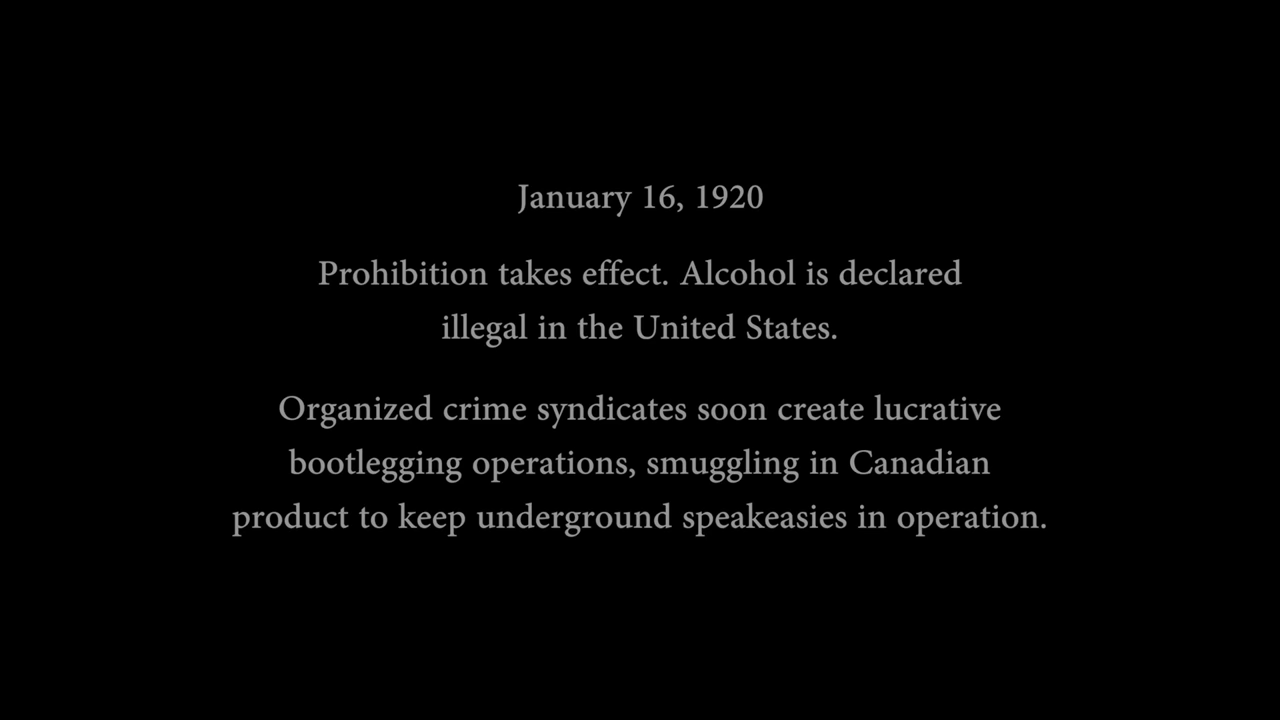 January 16, 1920
Prohibition takes effect. Alcohol is declared
illegal in the United States.
Organized crime syndicates soon create lucrative
bootlegging operations, smuggling in Canadian
product to keep underground speakeasies in operation.